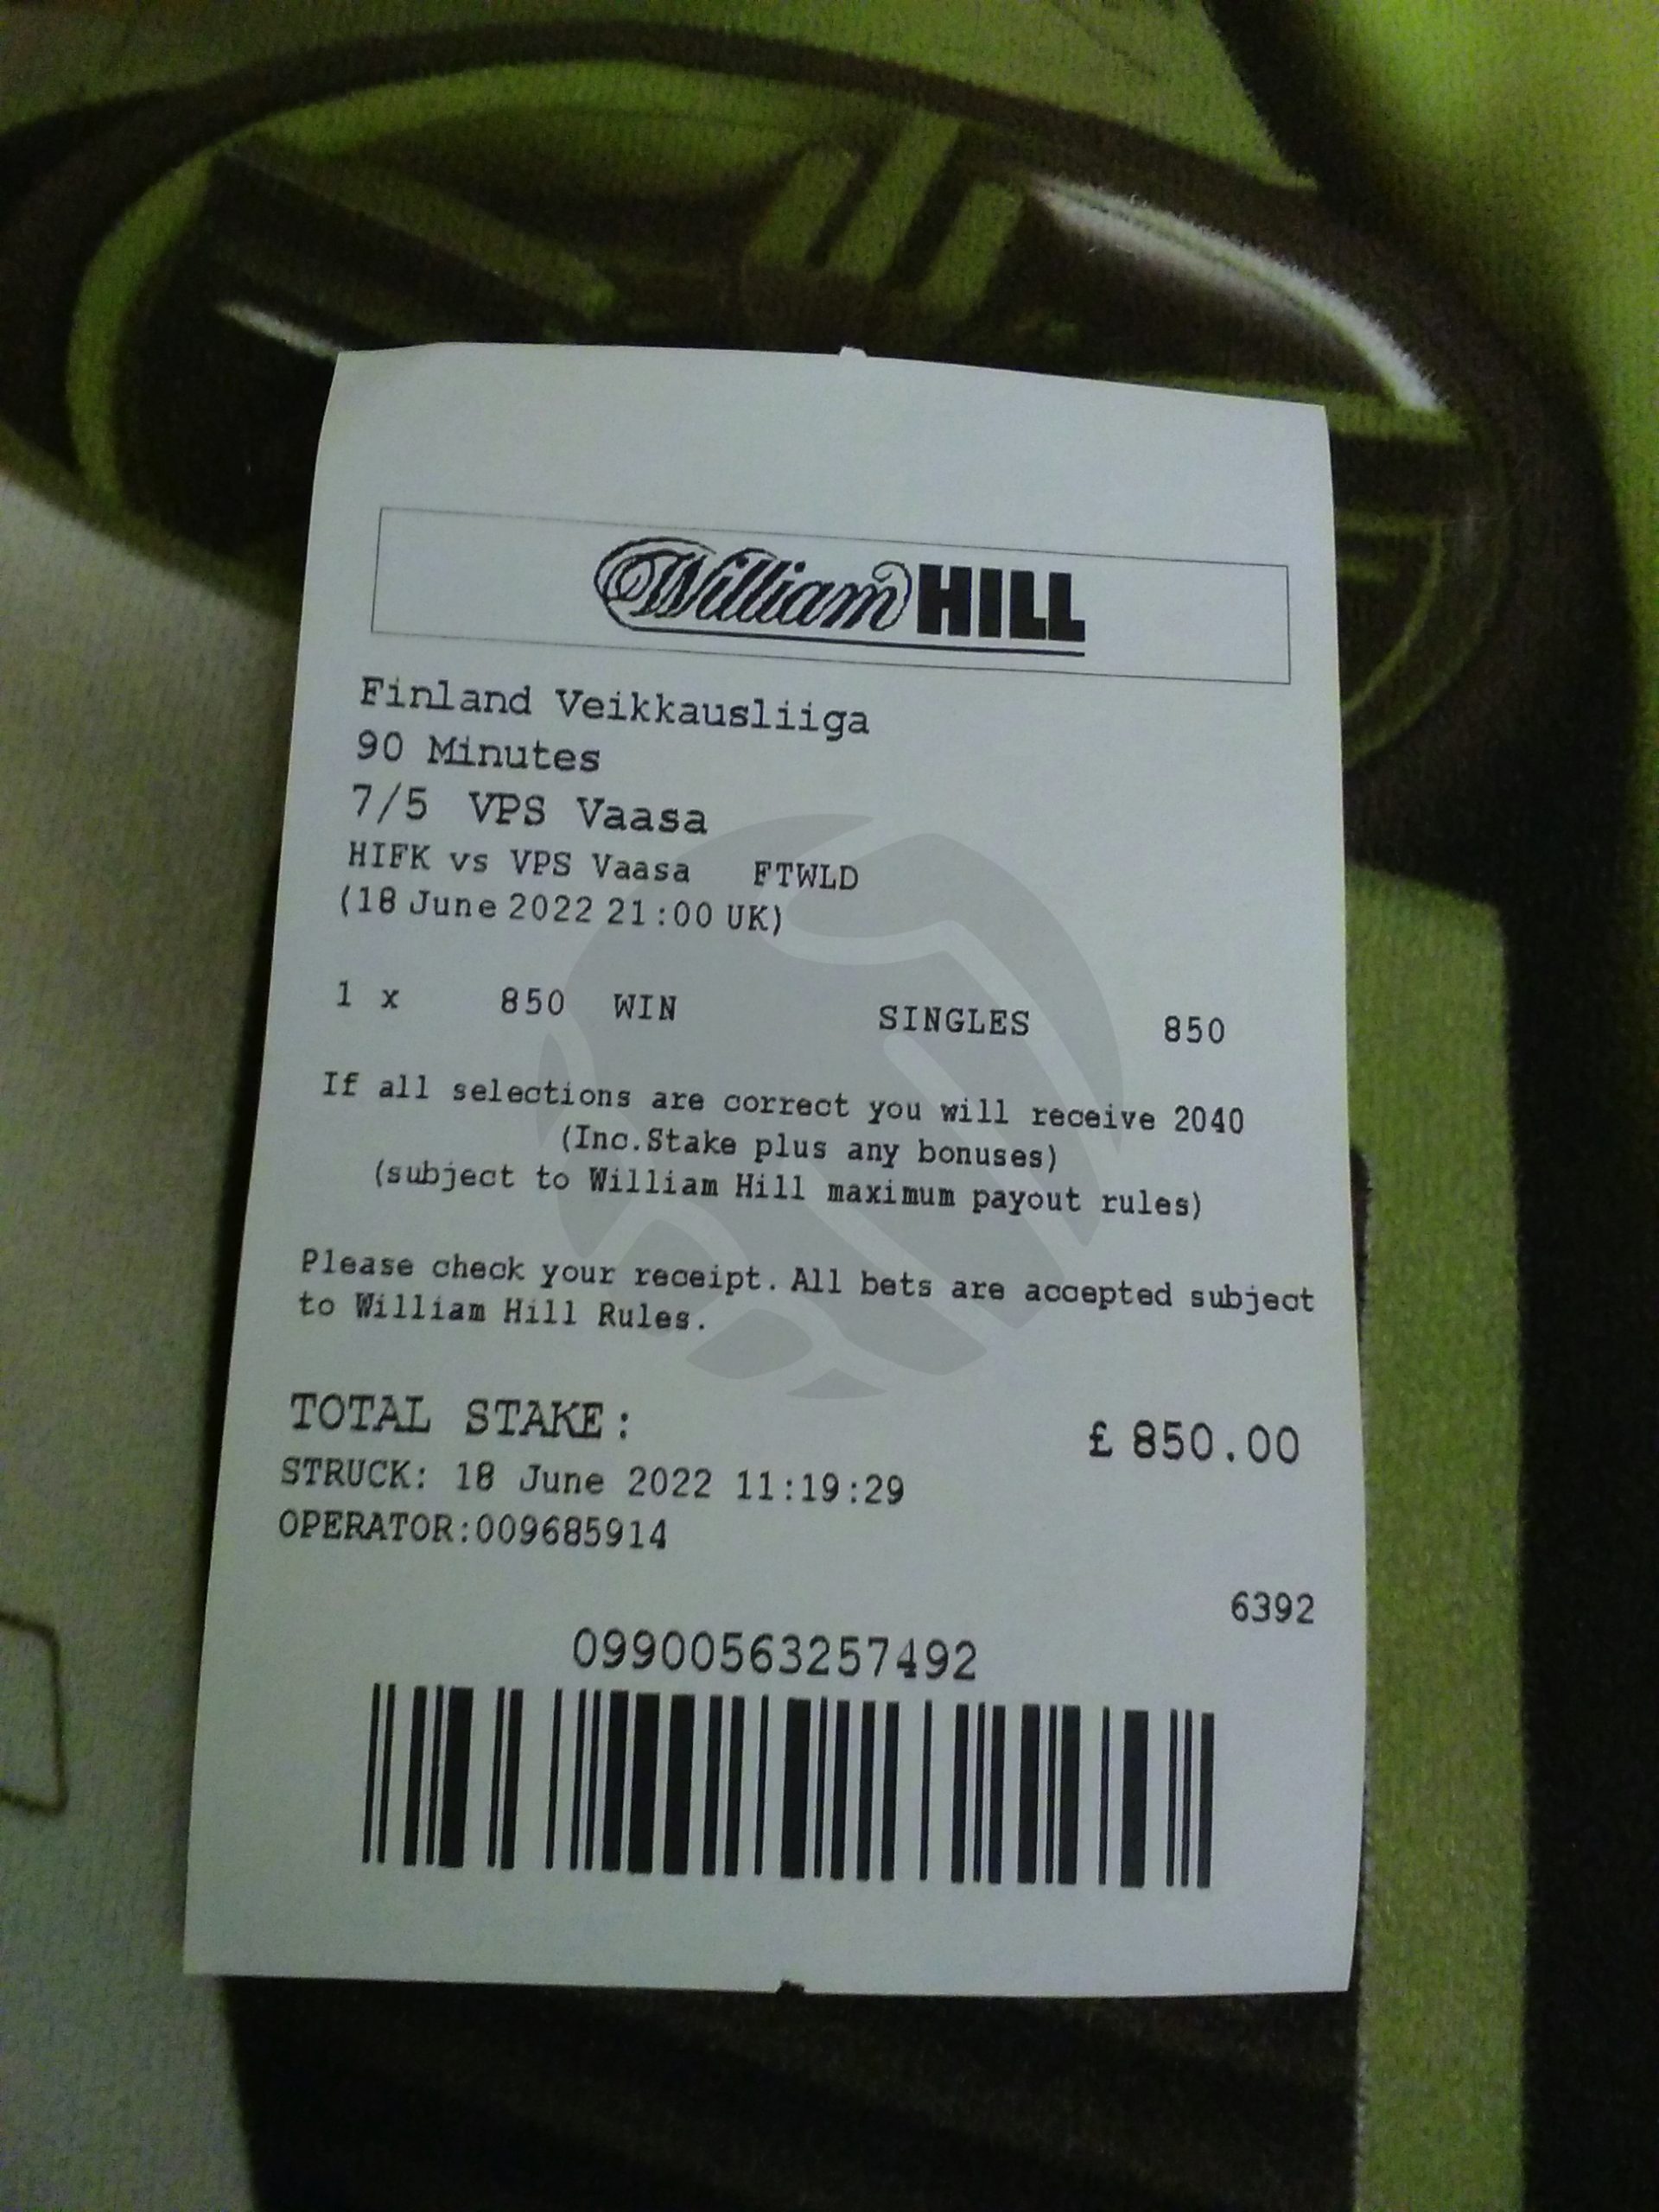 William HILL
Finland Veikkausliiga
90 Minutes
7/5 VPS Vaasa
HIFK vs VPS Vaasa FTWLD
(18 June 2022 21:00 UK)
1 x 850 WIN SINGLES 850
If all selections are correct you will receive 2040
(Inc.Stake plus any bonuses)
(subject to William Hill maximum payout rules)
Please check your receipt. All bets are accepted subject
to William Hill Rules.
TOTAL STAKE: £ 850.00
STRUCK: 18 June 2022 11:19:29
OPERATOR:009685914
6392
09900563257492